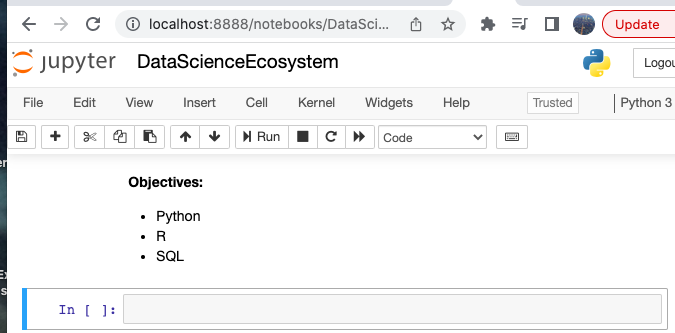 localhost:8888/notebooks/DataSci...
Update
jupyter DataScienceEcosystem
Logou
File Edit View Insert Cell Kernel Widgets Help Trusted Python 3
Run Code
Objectives:
• Python
• R
• SQL
In [ ]: